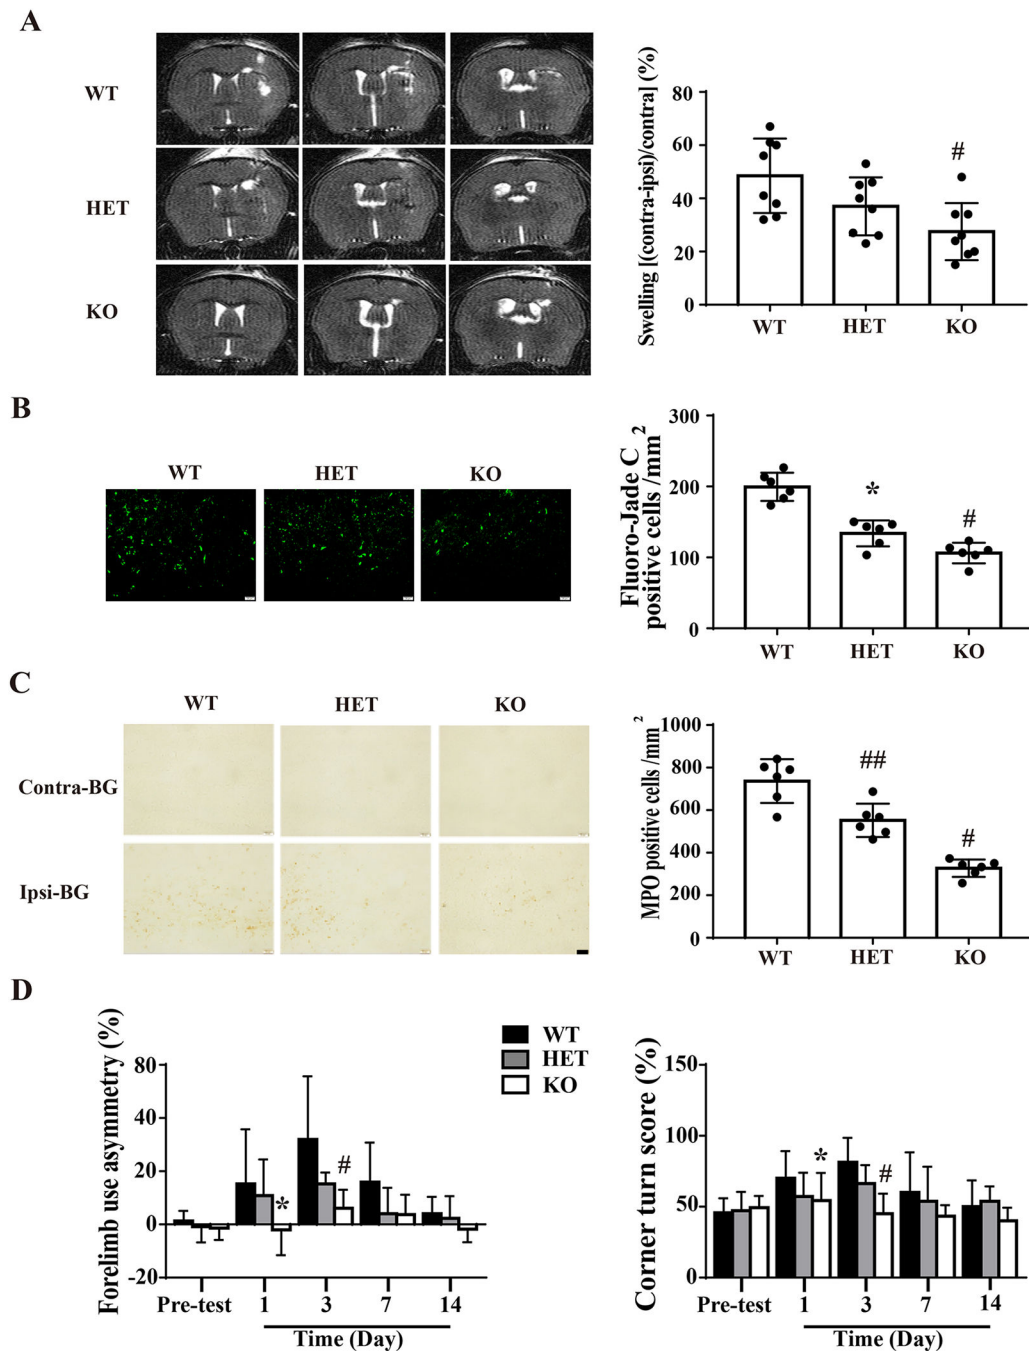 A
WT
HET
KO
Swelling [(contra-ipsi)/contra] (%)
80
60
40
20
0
WT
HET
KO
#
B
WT
HET
KO
Fluoro-Jade C
positive cells /mm2
300
200
100
0
*
#
WT
HET
KO
C
WT
HET
KO
Contra-BG
Ipsi-BG
MPO positive cells /mm2
1000
800
600
400
200
0
##
#
WT
HET
KO
D
Forelimb use asymmetry (%)
80
40
0
-20
*
#
WT
HET
KO
Pre-test
1
3
7
14
Time (Day)
Corner turn score (%)
150
100
50
0
*
#
Pre-test
1
3
7
14
Time (Day)